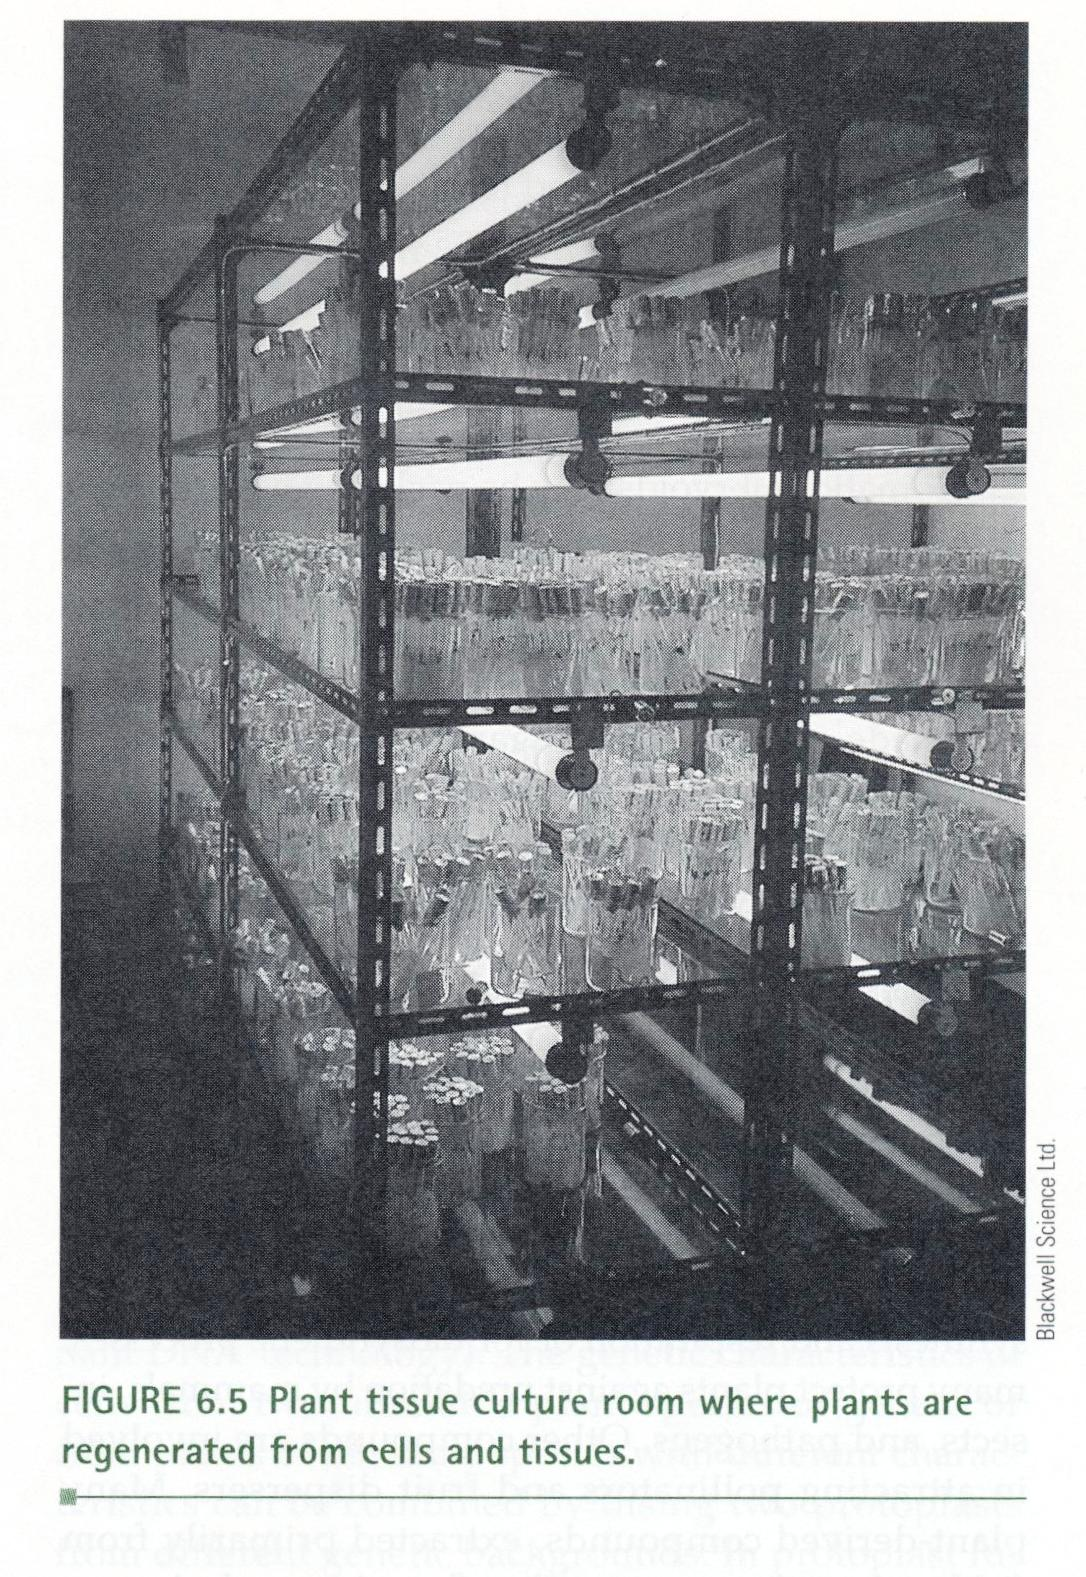 Blackwell Science Ltd.
FIGURE 6.5 Plant tissue culture room where plants are
regenerated from cells and tissues.